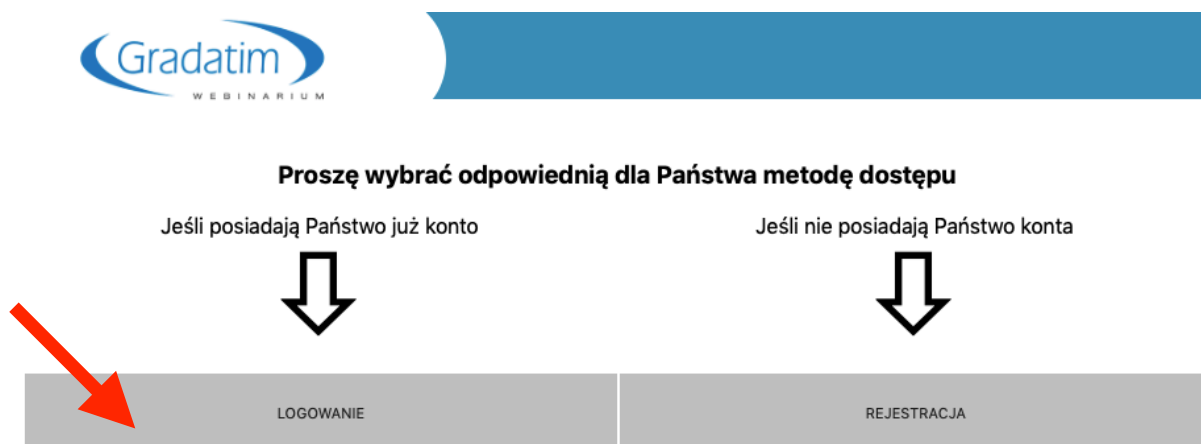 Gradatim
WEBINARIUM
Proszę wybrać odpowiednią dla Państwa metodę dostępu
Jeśli posiadają Państwo już konto
Jeśli nie posiadają Państwo konta
LOGOWANIE
REJESTRACJA